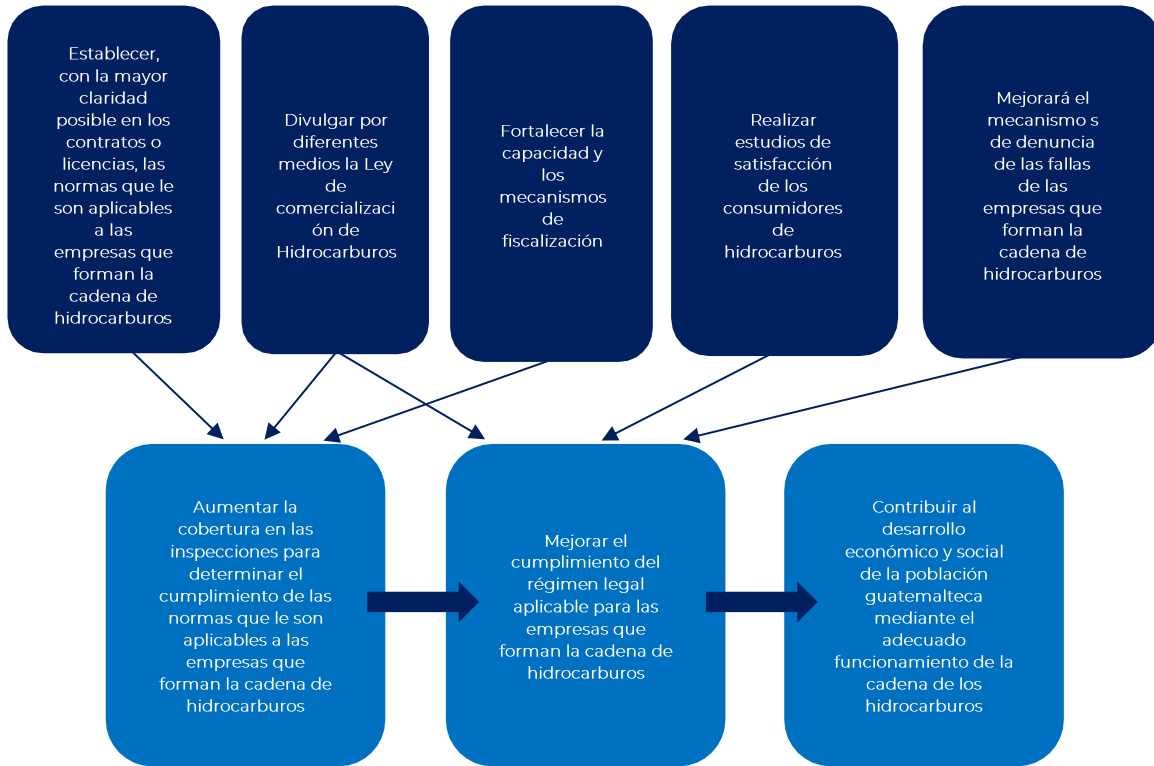 Establecer,
con la mayor
claridad
posible en los
contratos o
licencias, las
normas que le
son aplicables
a las
empresas que
forman la
cadena de
hidrocarburos
Divulgar por
diferentes
medios la Ley
de
comercializaci
ón de
Hidrocarburos
Fortalecer la
capacidad y
los
mecanismos
de
fiscalización
Realizar
estudios de
satisfacción
de los
consumidores
de
hidrocarburos
Mejorará el
mecanismo s
de denuncia
de las fallas
de las
empresas que
forman la
cadena de
hidrocarburos
Aumentar la
cobertura en las
inspecciones para
determinar el
cumplimiento de las
normas que le son
aplicables a las
empresas que
forman la cadena de
hidrocarburos
Mejorar el
cumplimiento del
régimen legal
aplicable para las
empresas que
forman la cadena de
hidrocarburos
Contribuir al
desarrollo
económico y social
de la población
guatemalteca
mediante el
adecuado
funcionamiento de la
cadena de los
hidrocarburos